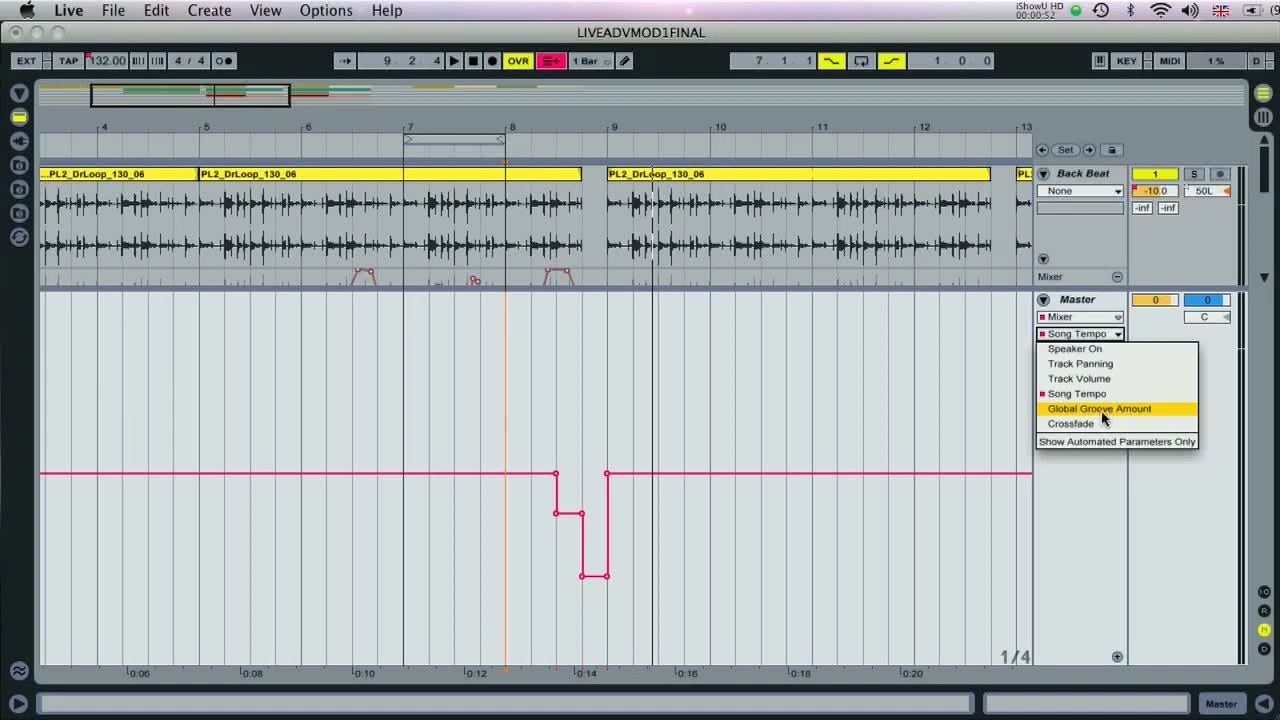 Live File Edit Create View Options Help iShowU HD
00:00:52
LIVEADVMOD1FINAL
EXT TAP 132.00 4 / 4 9 . 2 . 4 OVR 1 Bar 7 . 1 . 1 1 . 0 . 0 KEY MIDI 1 % D
4 5 6 7 8 9 10 11 12 13
Set
...PL2_DrLoop_130_06 PL2_DrLoop_130_06 PL2_DrLoop_130_06 Back Beat 1 S
None -10.0 50L
-inf -inf
Mixer
Master 0 0
Mixer C
Song Tempo
Speaker On
Track Panning
Track Volume
Song Tempo
Global Groove Amount
Crossfade
Show Automated Parameters Only
R
M
D
1/4
0:06 0:08 0:10 0:12 0:14 0:16 0:18 0:20
Master